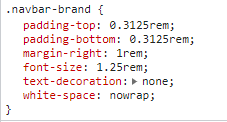 .navbar-brand {
padding-top: 0.3125rem;
padding-bottom: 0.3125rem;
margin-right: 1rem;
font-size: 1.25rem;
text-decoration: none;
white-space: nowrap;
}